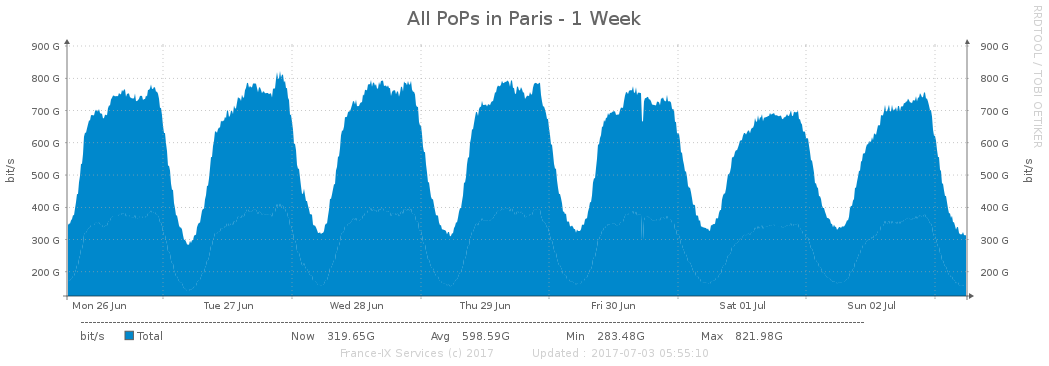 All PoPs in Paris - 1 Week
RRDTOOL / TOBI OETIKER
900 G 900 G
800 G 800 G
700 G 700 G
600 G 600 G
500 G 500 G
400 G 400 G
300 G 300 G
200 G 200 G
bit/s bit/s
Mon 26 Jun Tue 27 Jun Wed 28 Jun Thu 29 Jun Fri 30 Jun Sat 01 Jul Sun 02 Jul
bit/s Total Now 319.65G Avg 598.59G Min 283.48G Max 821.98G
France-IX Services (c) 2017 Updated : 2017-07-03 05:55:10